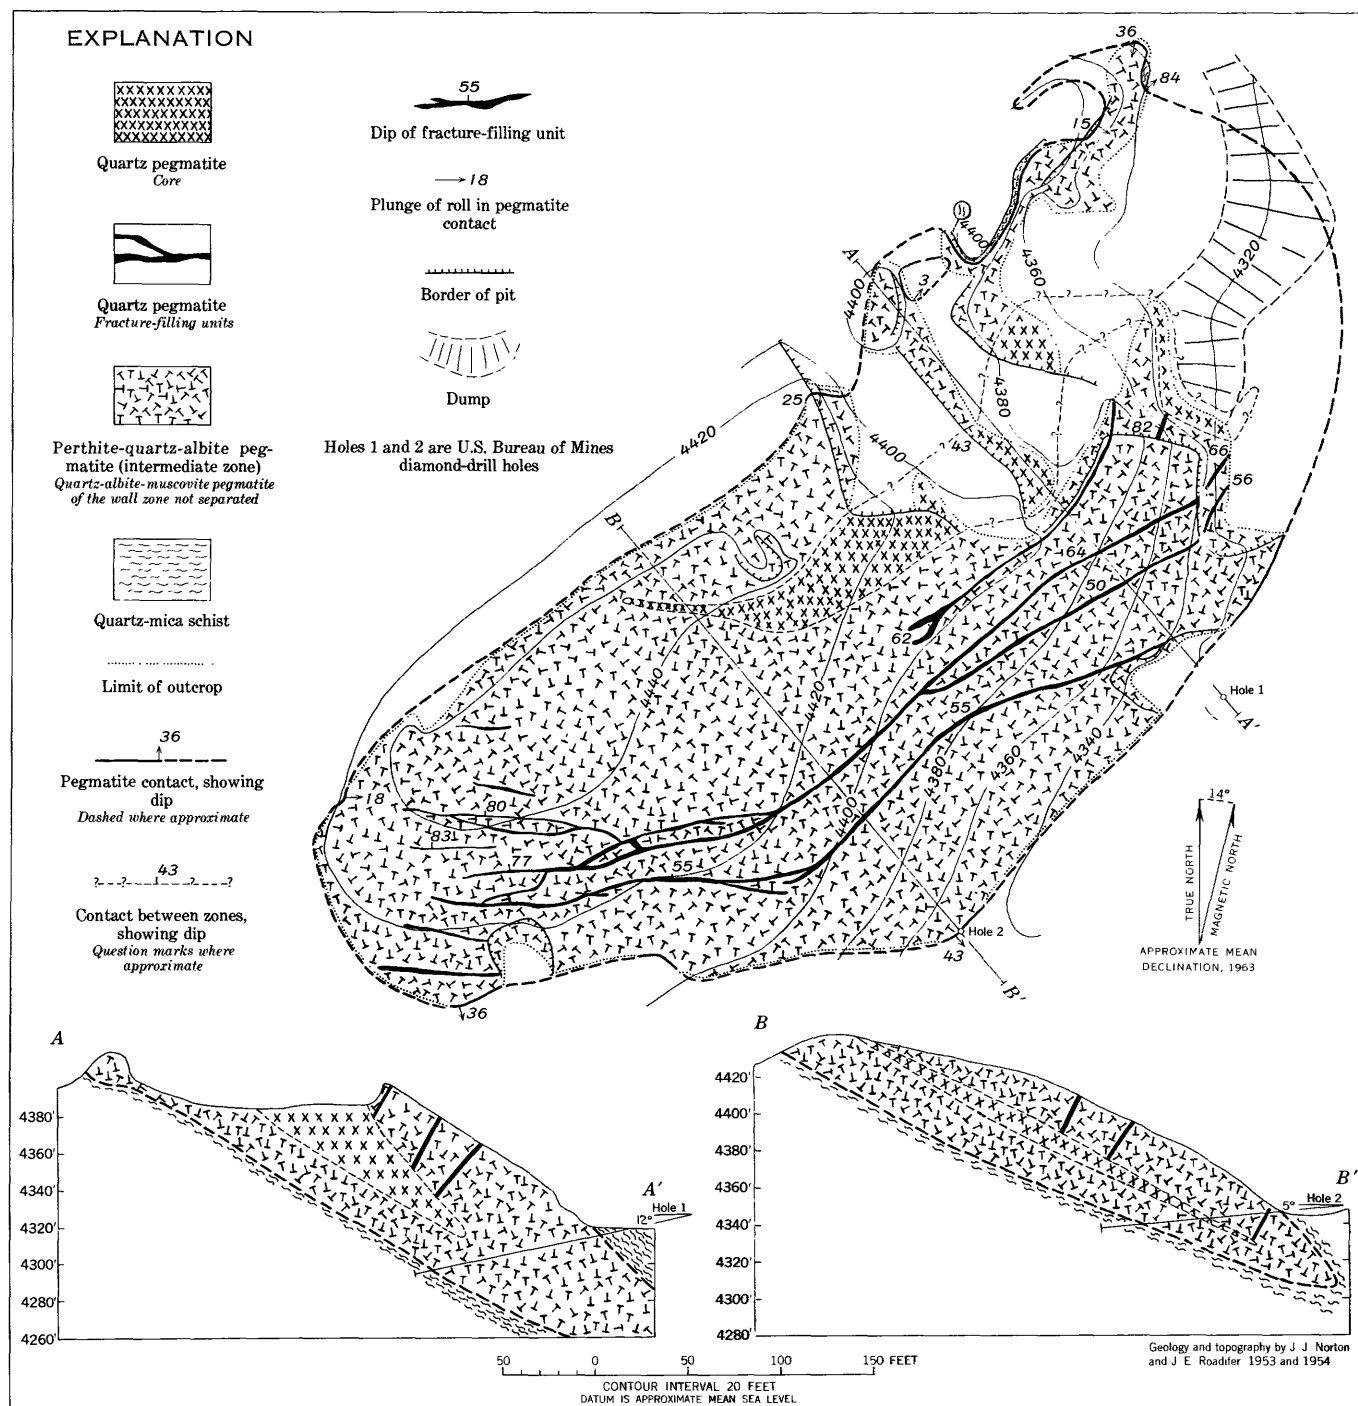 EXPLANATION
Quartz pegmatite
Core
Quartz pegmatite
Fracture-filling units
Perthite-quartz-albite peg-
matite (intermediate zone)
Quartz-albite-muscovite pegmatite
of the wall zone not separated
Quartz-mica schist
Limit of outcrop
36
Pegmatite contact, showing
dip
Dashed where approximate
43
?--?--?--?
Contact between zones,
showing dip
Question marks where
approximate
55
Dip of fracture-filling unit
18
Plunge of roll in pegmatite
contact
Border of pit
Dump
Holes 1 and 2 are U.S. Bureau of Mines
diamond-drill holes
36
84
15
4400
A
4400
3
4360
4320
4380
25
4420
43
4400
82
66
56
B
64
50
62
4440
4420
55
Hole 1
A'
4340
4360
4380
4400
18
80
83
77
55
Hole 2
43
B'
36
14°
TRUE NORTH
MAGNETIC NORTH
APPROXIMATE MEAN
DECLINATION, 1963
A
4380'
4360'
4340'
4320'
4300'
4280'
4260'
A'
Hole 1
12°
B
4420'
4400'
4380'
4360'
4340'
4320'
4300'
4280'
B'
Hole 2
5°
Geology and topography by J J Norton
and J E Roadifer 1953 and 1954
50 0 50 100 150 FEET
CONTOUR INTERVAL 20 FEET
DATUM IS APPROXIMATE MEAN SEA LEVEL